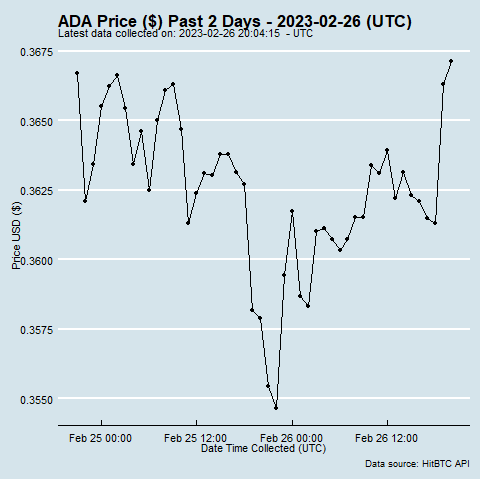 ADA Price ($) Past 2 Days - 2023-02-26 (UTC)
Latest data collected on: 2023-02-26 20:04:15 - UTC
0.3675
0.3650
0.3625
0.3600
0.3575
0.3550
Price USD ($)
Feb 25 00:00 Feb 25 12:00 Feb 26 00:00 Feb 26 12:00
Date Time Collected (UTC)
Data source: HitBTC API